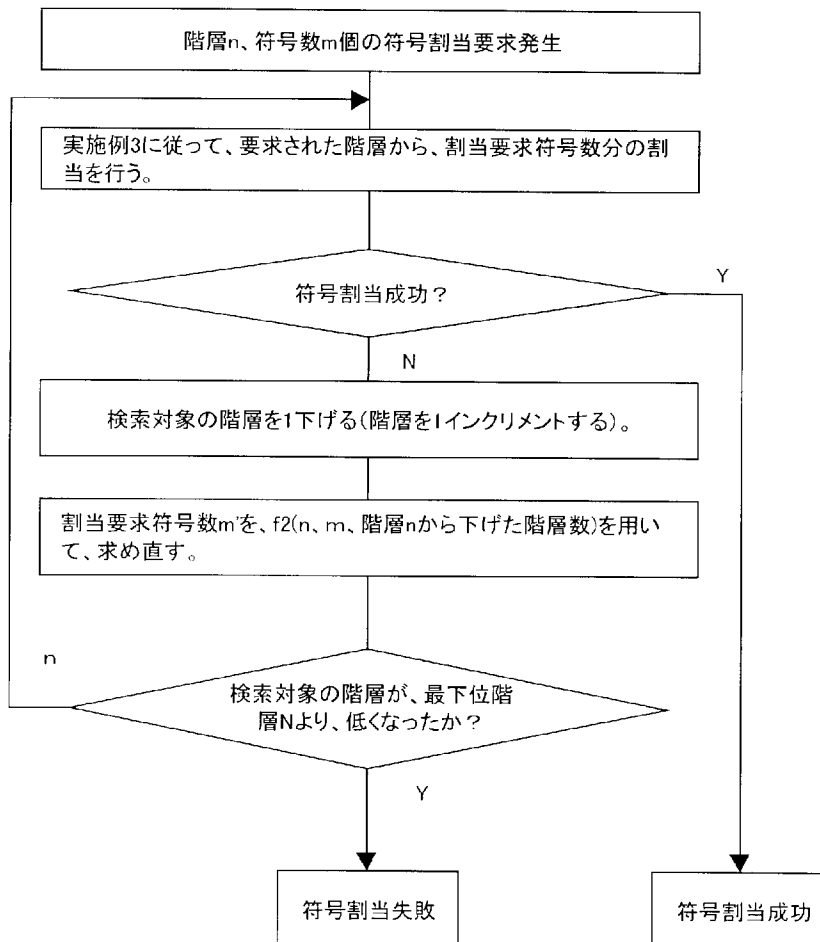 階層n、符号数m個の符号割当要求発生
実施例3に従って、要求された階層から、割当要求符号数分の割
当を行う。
符号割当成功？
Y
N
検索対象の階層を1下げる(階層を1インクリメントする)。
割当要求符号数m'を、f2(n、m、階層nから下げた階層数)を用い
て、求め直す。
n
検索対象の階層が、最下位階
層Nより、低くなったか？
Y
符号割当失敗
符号割当成功